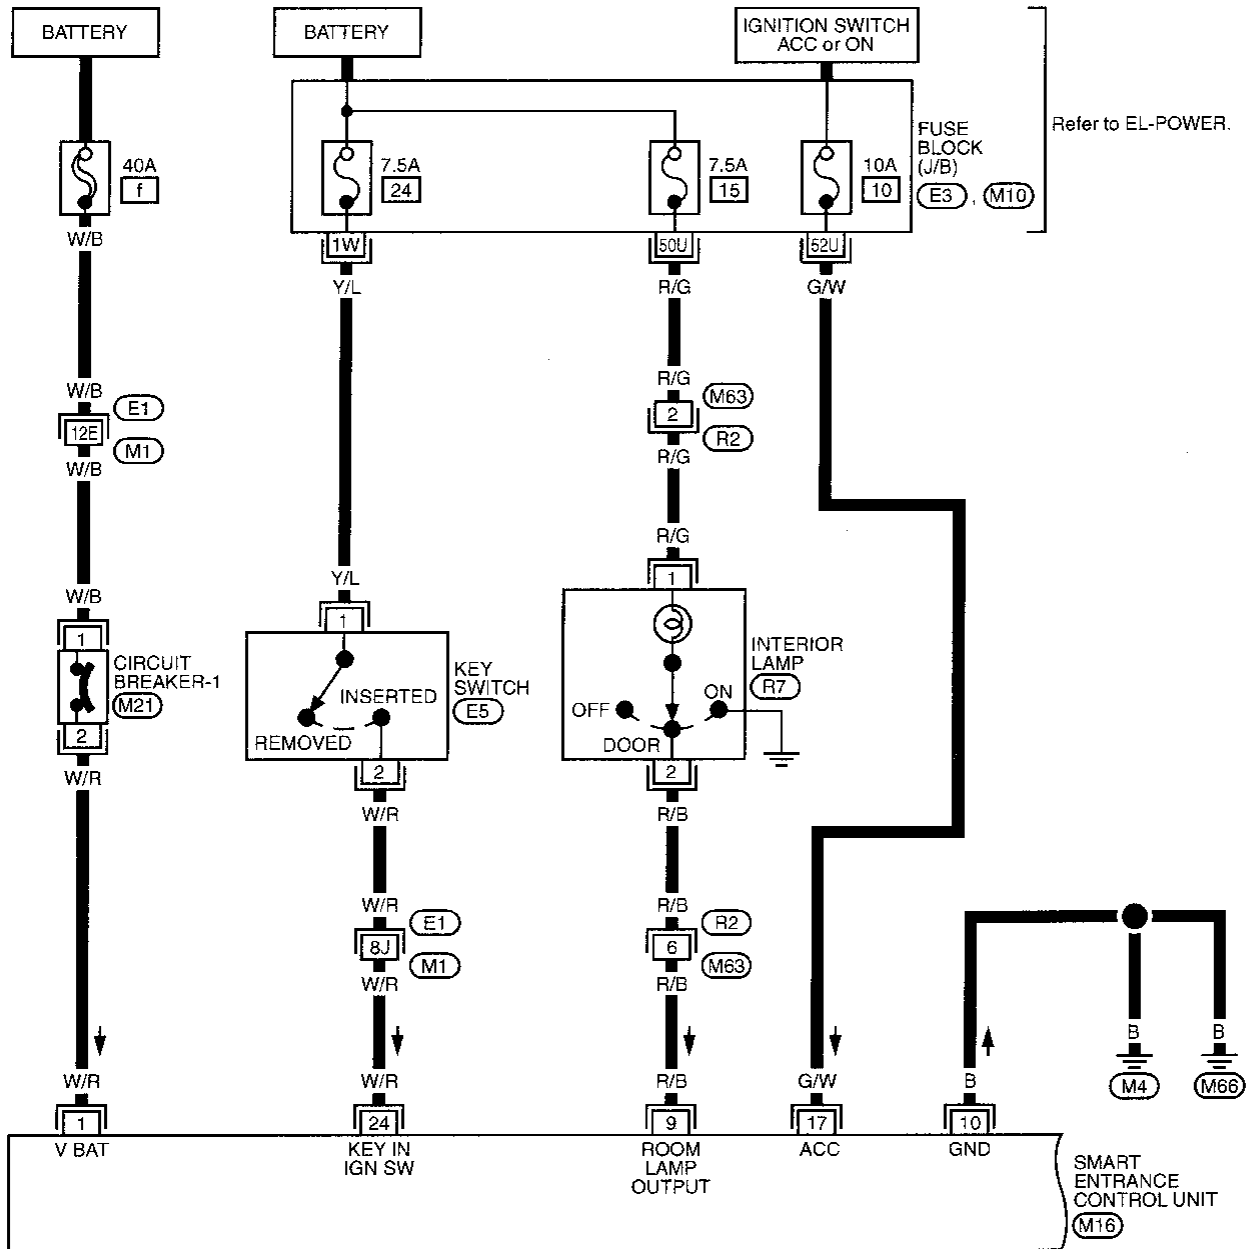 BATTERY
BATTERY
IGNITION SWITCH
ACC or ON
Refer to EL-POWER.
40A
f
7.5A
24
7.5A
15
10A
10
FUSE
BLOCK
(J/B)
E3 , M10
W/B
1W
50U
52U
Y/L
R/G
G/W
W/B
E1
12E
M1
W/B
R/G
M63
2
R2
R/G
R/G
W/B
Y/L
1
1
1
CIRCUIT
BREAKER-1
M21
2
W/R
INSERTED
REMOVED
KEY
SWITCH
E5
2
W/R
INTERIOR
LAMP
R7
OFF
ON
DOOR
2
R/B
W/R
E1
8J
M1
W/R
R/B
R2
6
M63
R/B
B
B
M4
M66
W/R
W/R
R/B
G/W
B
1
24
9
17
10
V BAT
KEY IN
IGN SW
ROOM
LAMP
OUTPUT
ACC
GND
SMART
ENTRANCE
CONTROL UNIT
M16